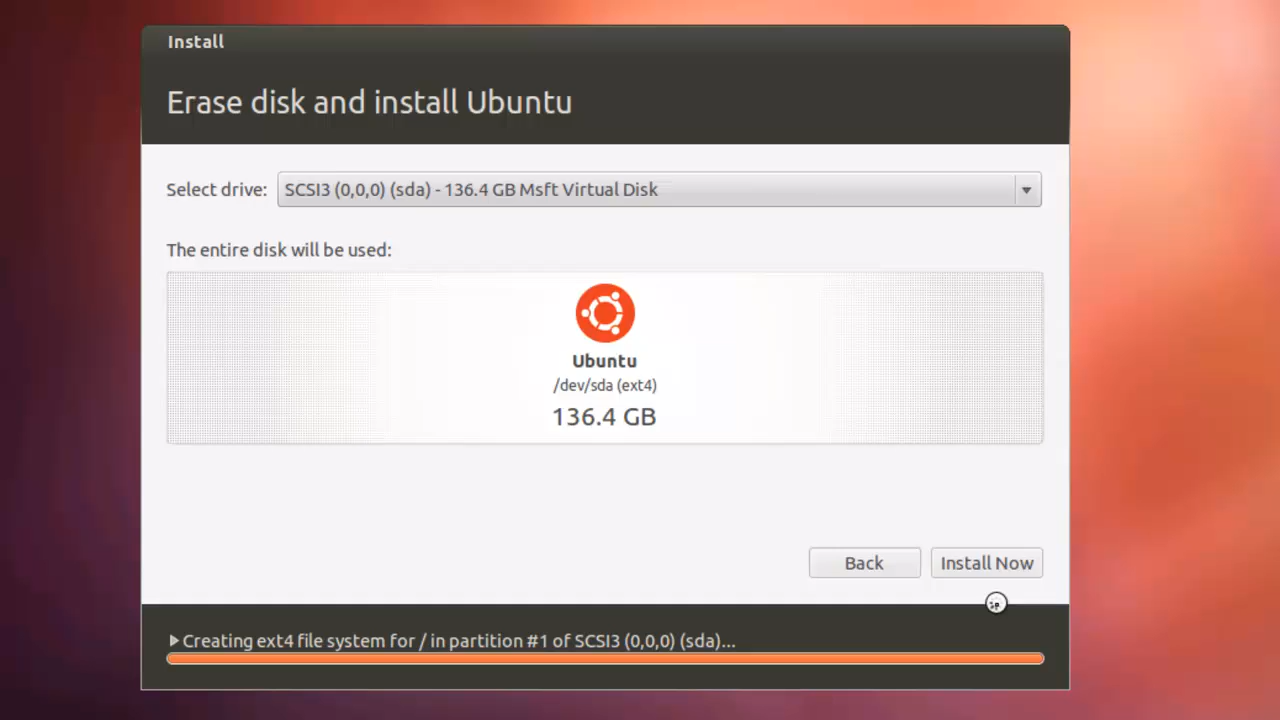 Install
Erase disk and install Ubuntu
Select drive: SCSI3 (0,0,0) (sda) - 136.4 GB Msft Virtual Disk
The entire disk will be used:
Ubuntu
/dev/sda (ext4)
136.4 GB
Back Install Now
Creating ext4 file system for / in partition #1 of SCSI3 (0,0,0) (sda)...